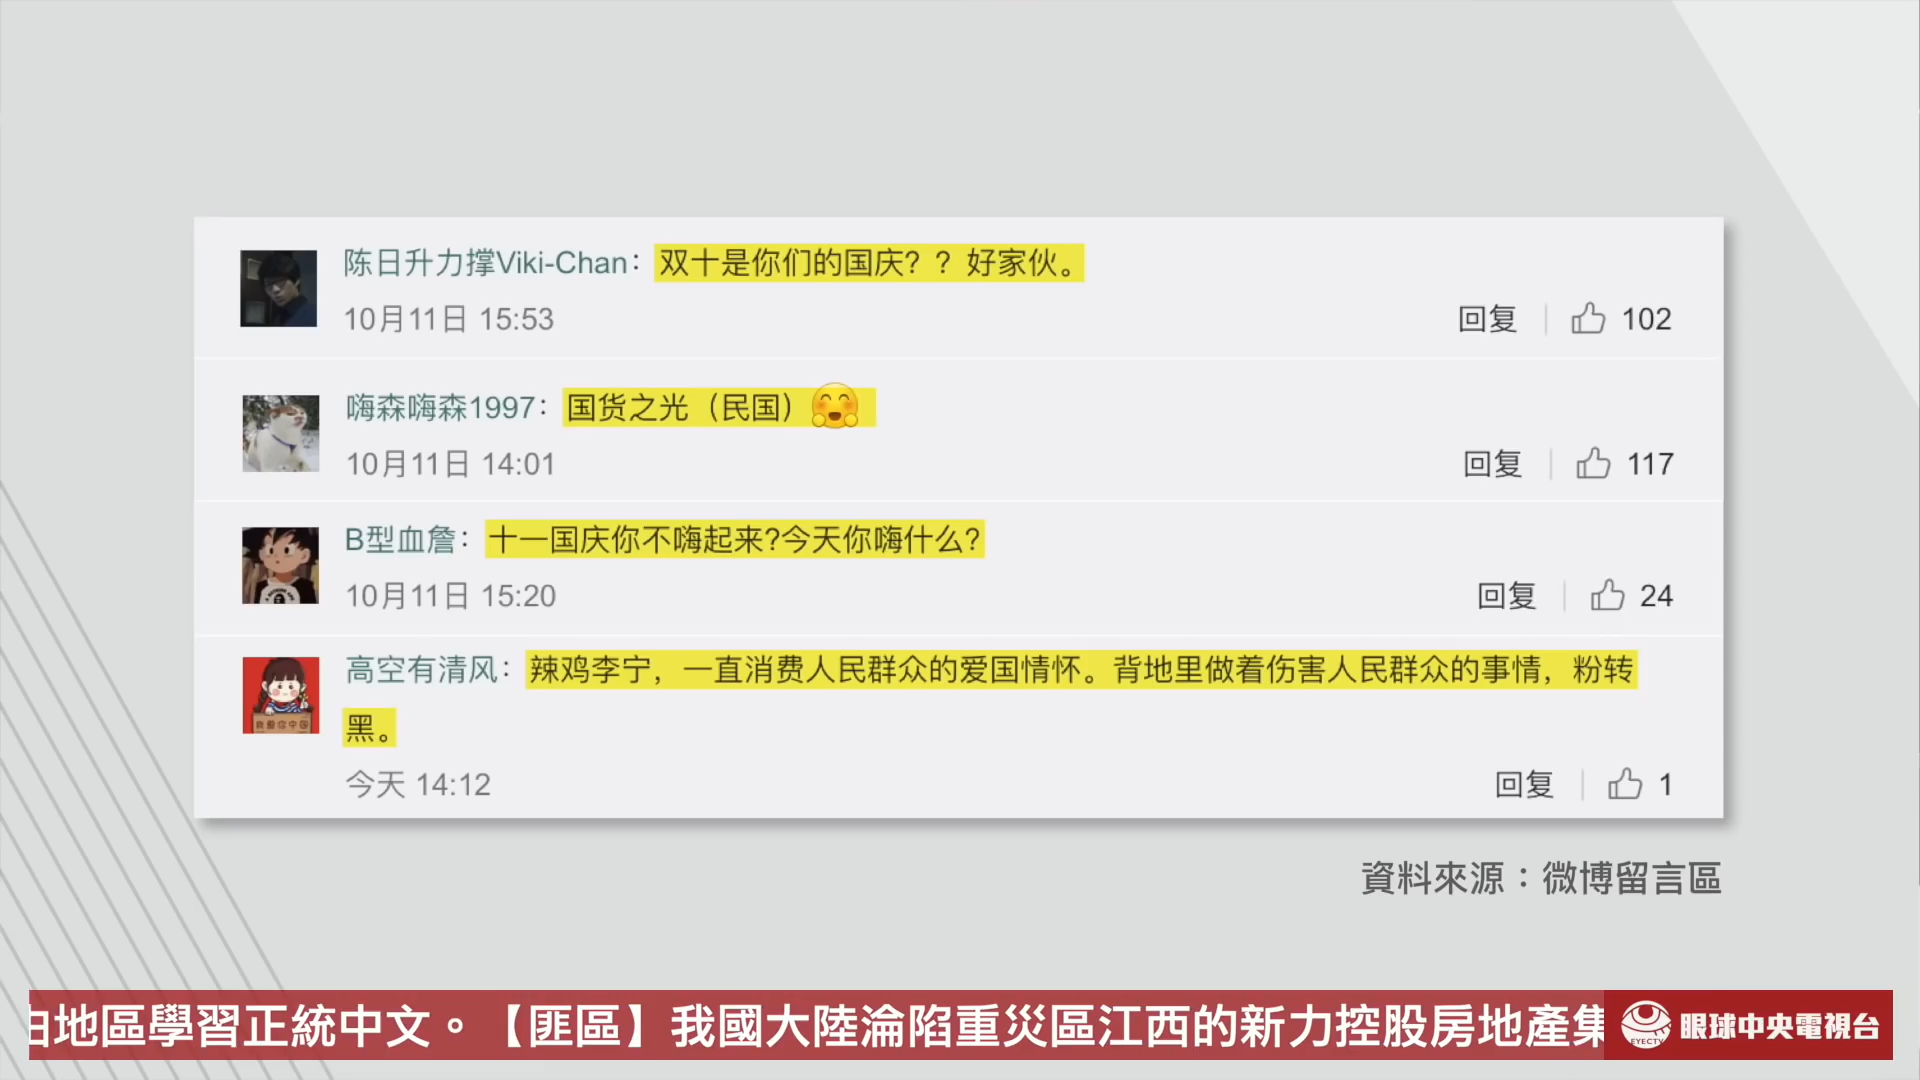 陈日升力撑Viki-Chan：双十是你们的国庆？？好家伙。
10月11日 15:53
回复 102
嗨森嗨森1997：国货之光（民国）🤗
10月11日 14:01
回复 117
B型血詹：十一国庆你不嗨起来?今天你嗨什么?
10月11日 15:20
回复 24
高空有清风：辣鸡李宁，一直消费人民群众的爱国情怀。背地里做着伤害人民群众的事情，粉转
黑。
我爱你中国
今天 14:12
回复 1
資料來源：微博留言區
由地區學習正統中文。【匪區】我國大陸淪陷重災區江西的新力控股房地產集
EYECTV 眼球中央電視台